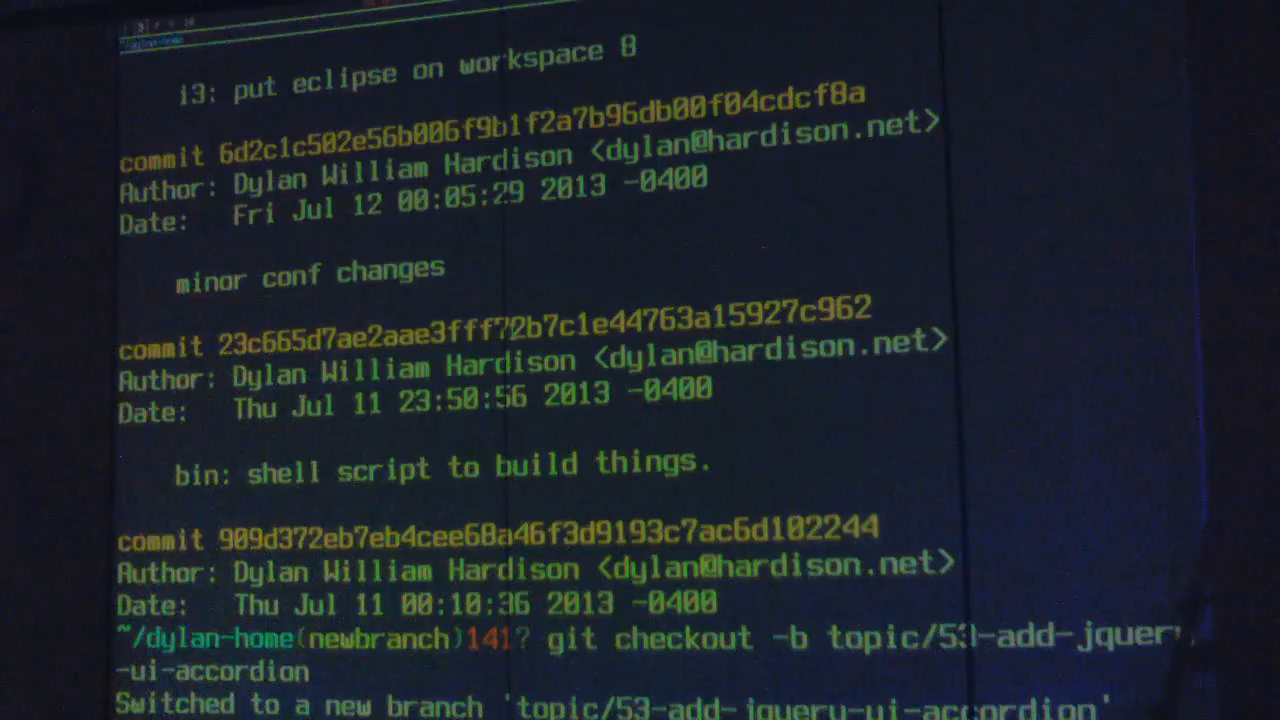 i3: put eclipse on workspace 8
commit 6d2c1c502e56b006f9b1f2a7b96db00f04cdcf8a
Author: Dylan William Hardison <dylan@hardison.net>
Date:   Fri Jul 12 00:05:29 2013 -0400
minor conf changes
commit 23c665d7ae2aae3fff72b7c1e44763a15927c962
Author: Dylan William Hardison <dylan@hardison.net>
Date:   Thu Jul 11 23:50:56 2013 -0400
bin: shell script to build things.
commit 909d372eb7eb4cee68a46f3d9193c7ac6d102244
Author: Dylan William Hardison <dylan@hardison.net>
Date:   Thu Jul 11 00:10:36 2013 -0400
~/dylan-home(newbranch)141? git checkout -b topic/53-add-jquery
-ui-accordion
Switched to a new branch 'topic/53-add-jquery-ui-accordion'